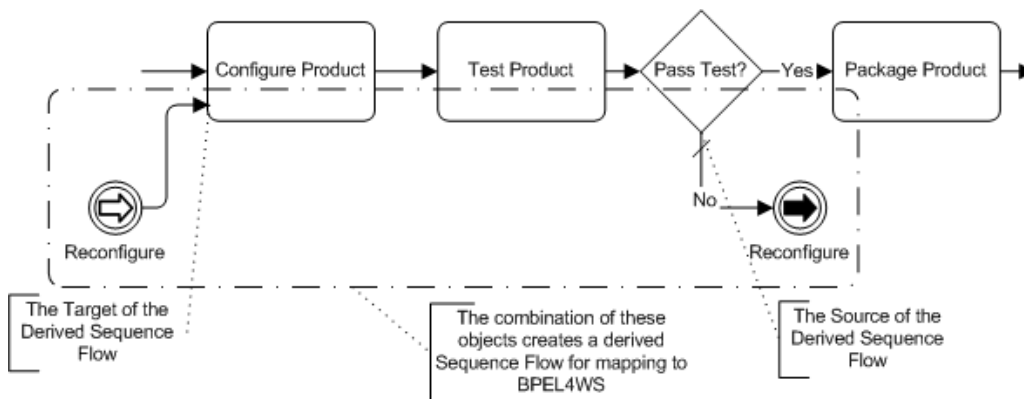 Configure Product
Test Product
Pass Test?
Yes
Package Product
No
Reconfigure
Reconfigure
The Target of the
Derived Sequence
Flow
The combination of these
objects creates a derived
Sequence Flow for mapping to
BPEL4WS
The Source of the
Derived Sequence
Flow